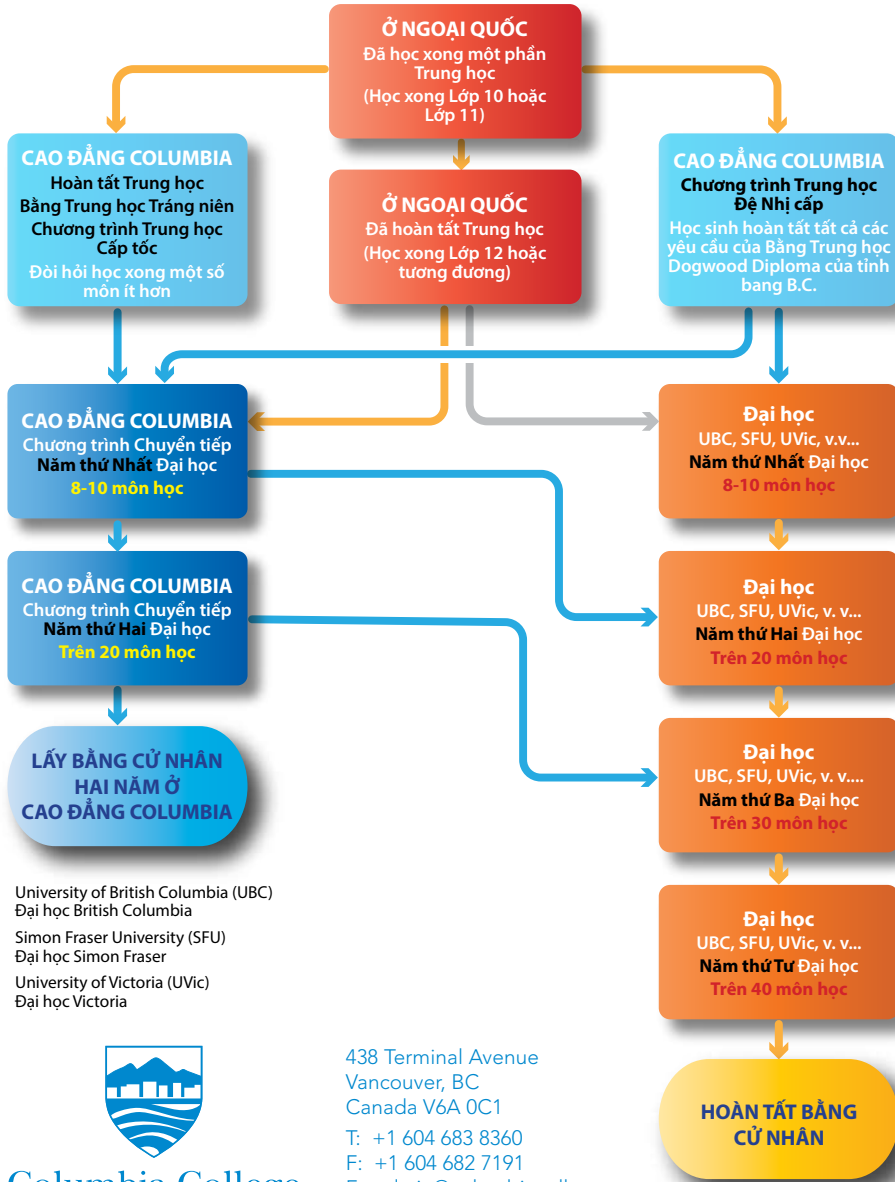 Ở NGOẠI QUỐC
Đã học xong một phần
Trung học
(Học xong Lớp 10 hoặc
Lớp 11)
CAO ĐẲNG COLUMBIA
Hoàn tất Trung học
Bằng Trung học Tráng niên
Chương trình Trung học
Cấp tốc
Đòi hỏi học xong một số
môn ít hơn
Ở NGOẠI QUỐC
Đã hoàn tất Trung học
(Học xong Lớp 12 hoặc
tương đương)
CAO ĐẲNG COLUMBIA
Chương trình Trung học
Đệ Nhị cấp
Học sinh hoàn tất tất cả các
yêu cầu của Bằng Trung học
Dogwood Diploma của tỉnh
bang B.C.
CAO ĐẲNG COLUMBIA
Chương trình Chuyển tiếp
Năm thứ Nhất Đại học
8-10 môn học
Đại học
UBC, SFU, UVic, v.v...
Năm thứ Nhất Đại học
8-10 môn học
CAO ĐẲNG COLUMBIA
Chương trình Chuyển tiếp
Năm thứ Hai Đại học
Trên 20 môn học
Đại học
UBC, SFU, UVic, v. v...
Năm thứ Hai Đại học
Trên 20 môn học
LẤY BẰNG CỬ NHÂN
HAI NĂM Ở
CAO ĐẲNG COLUMBIA
Đại học
UBC, SFU, UVic, v. v....
Năm thứ Ba Đại học
Trên 30 môn học
University of British Columbia (UBC)
Đại học British Columbia
Simon Fraser University (SFU)
Đại học Simon Fraser
University of Victoria (UVic)
Đại học Victoria
Đại học
UBC, SFU, UVic, v. v...
Năm thứ Tư Đại học
Trên 40 môn học
HOÀN TẤT BẰNG
CỬ NHÂN
438 Terminal Avenue
Vancouver, BC
Canada V6A 0C1
T: +1 604 683 8360
F: +1 604 682 7191
Columbia College